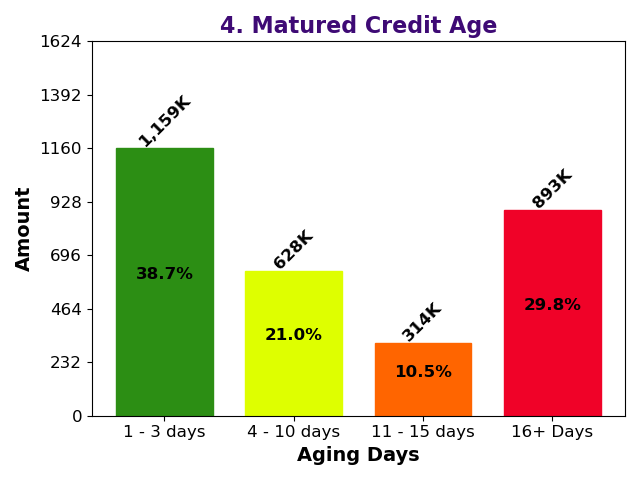 4. Matured Credit Age
Amount
1624
1392
1160
928
696
464
232
0
1,159K
628K
314K
893K
38.7%
21.0%
10.5%
29.8%
1 - 3 days
4 - 10 days
11 - 15 days
16+ Days
Aging Days